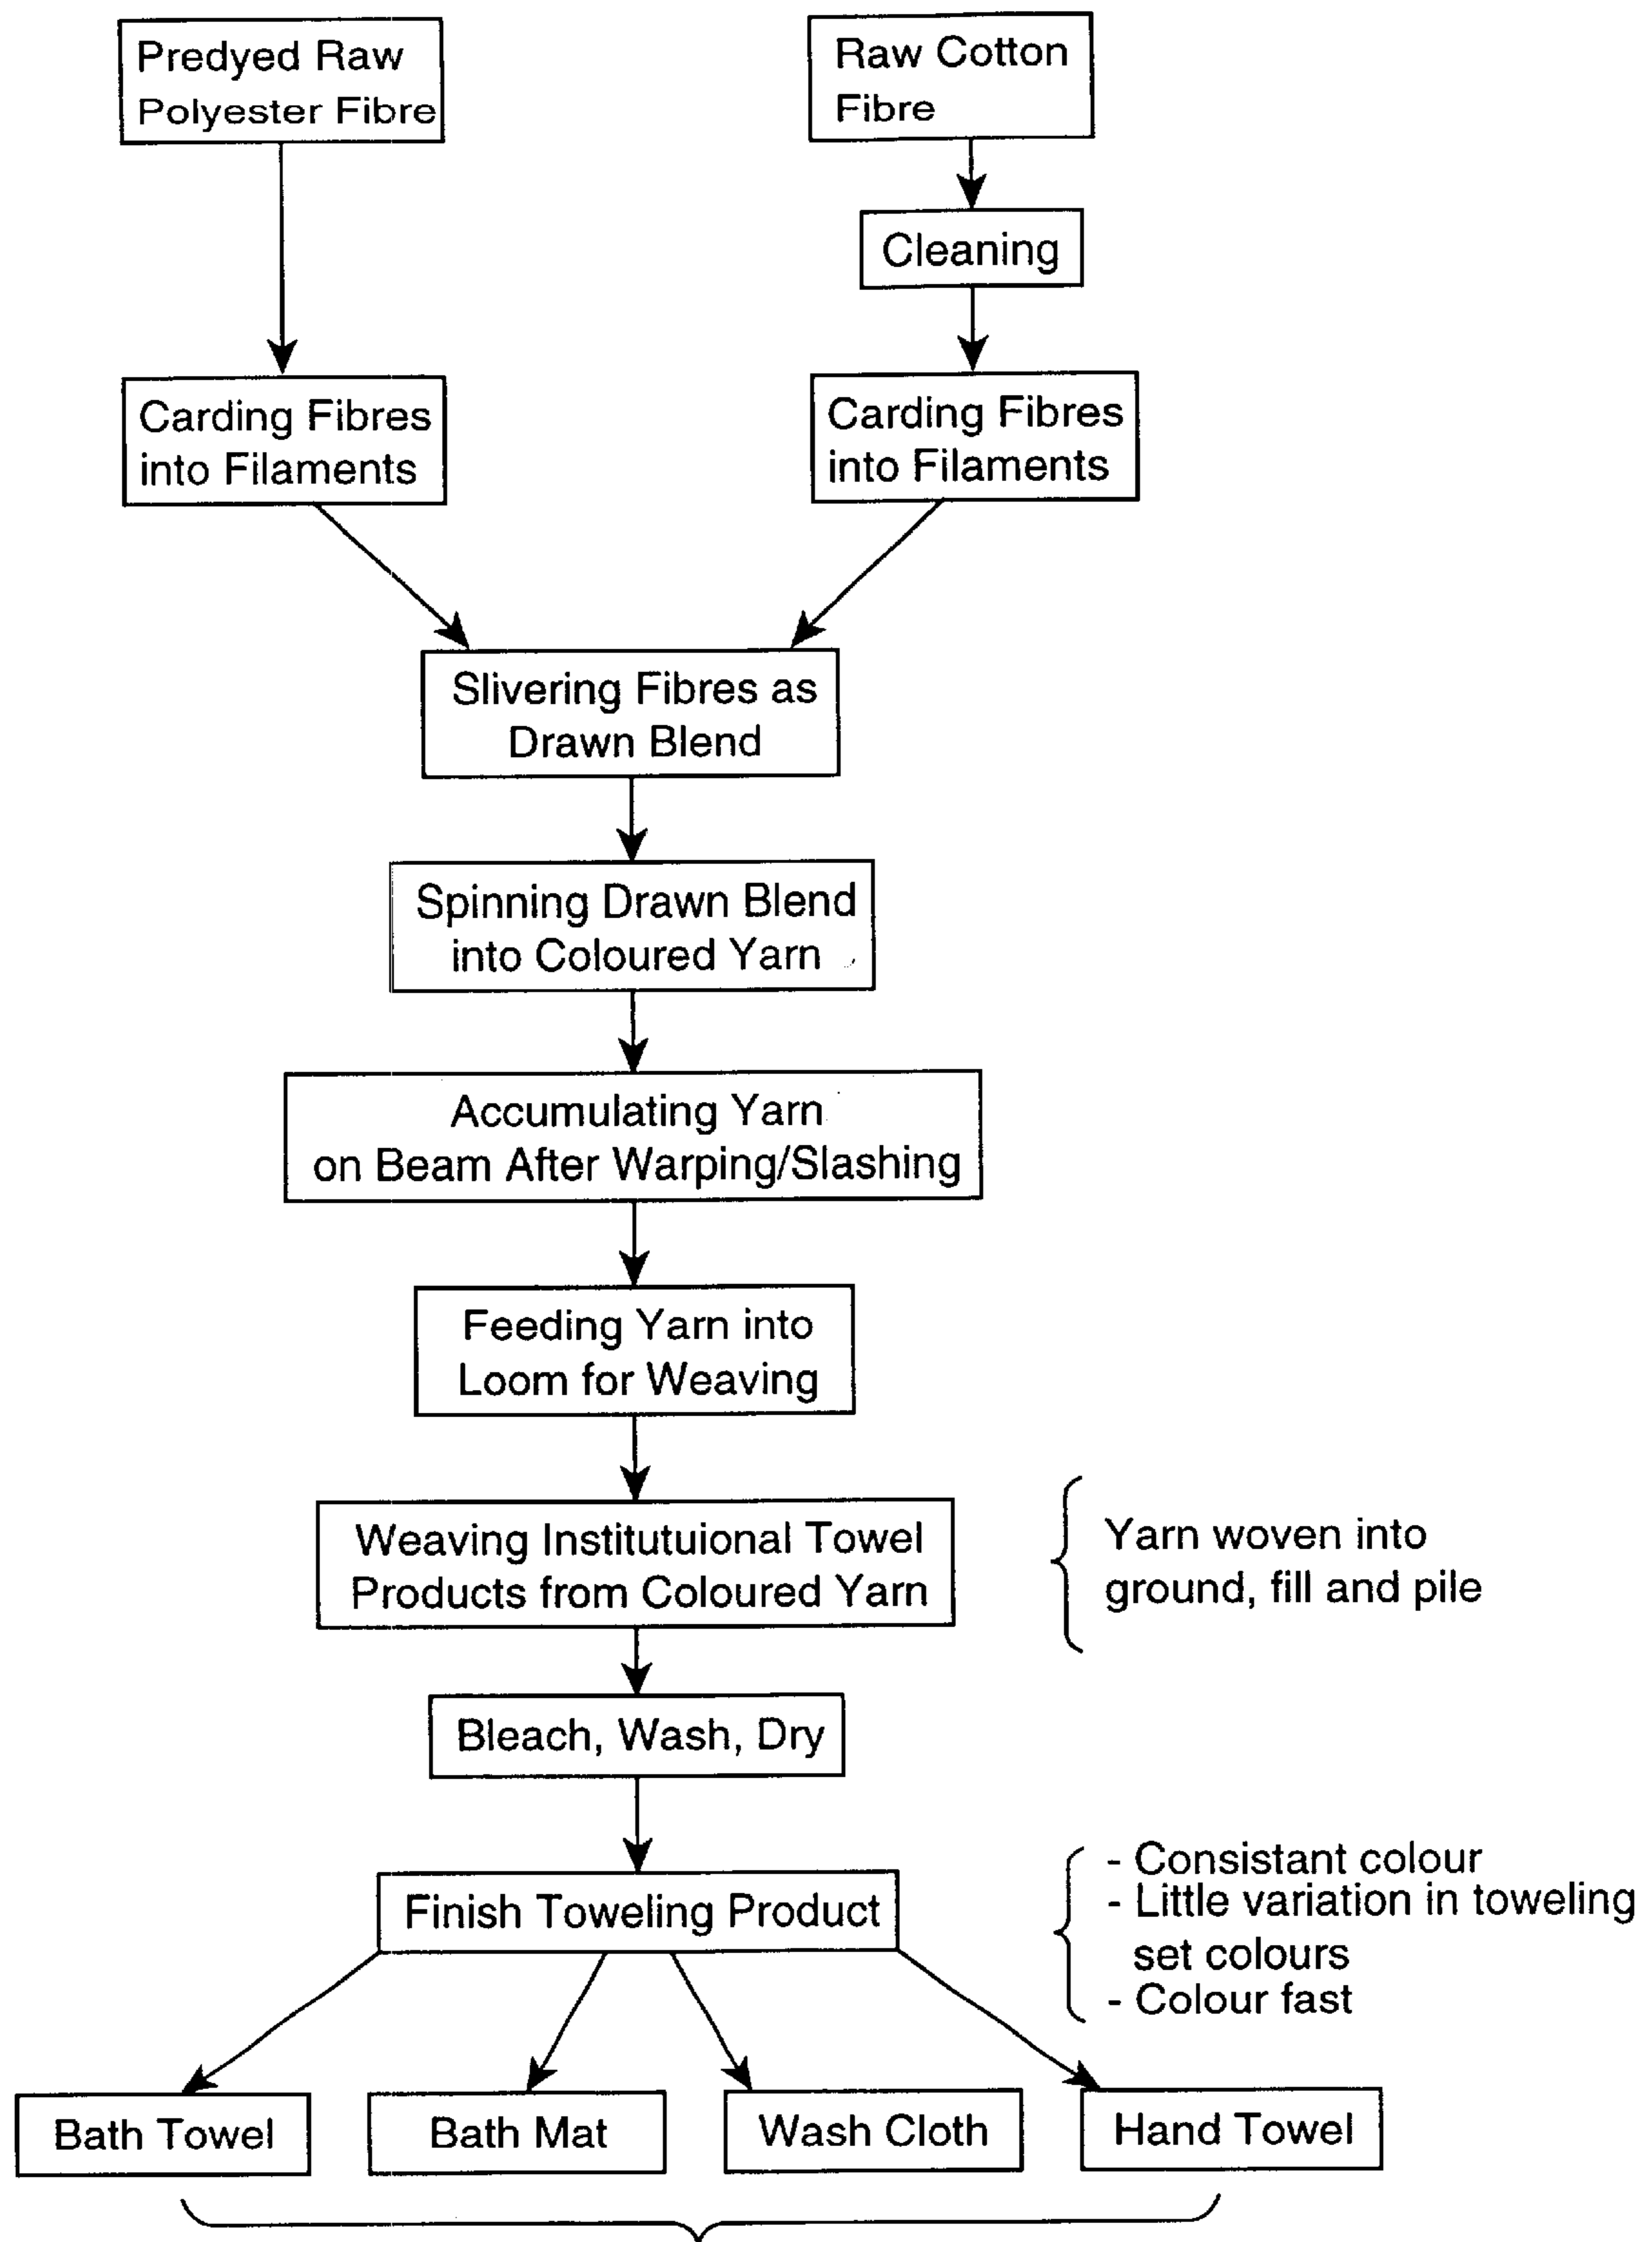 Predyed Raw
Polyester Fibre
Raw Cotton
Fibre
Cleaning
Carding Fibres
into Filaments
Carding Fibres
into Filaments
Slivering Fibres as
Drawn Blend
Spinning Drawn Blend
into Coloured Yarn
Accumulating Yarn
on Beam After Warping/Slashing
Feeding Yarn into
Loom for Weaving
Weaving Institutuional Towel
Products from Coloured Yarn
Yarn woven into
ground, fill and pile
Bleach, Wash, Dry
Finish Toweling Product
- Consistant colour
- Little variation in toweling
set colours
- Colour fast
Bath Towel
Bath Mat
Wash Cloth
Hand Towel